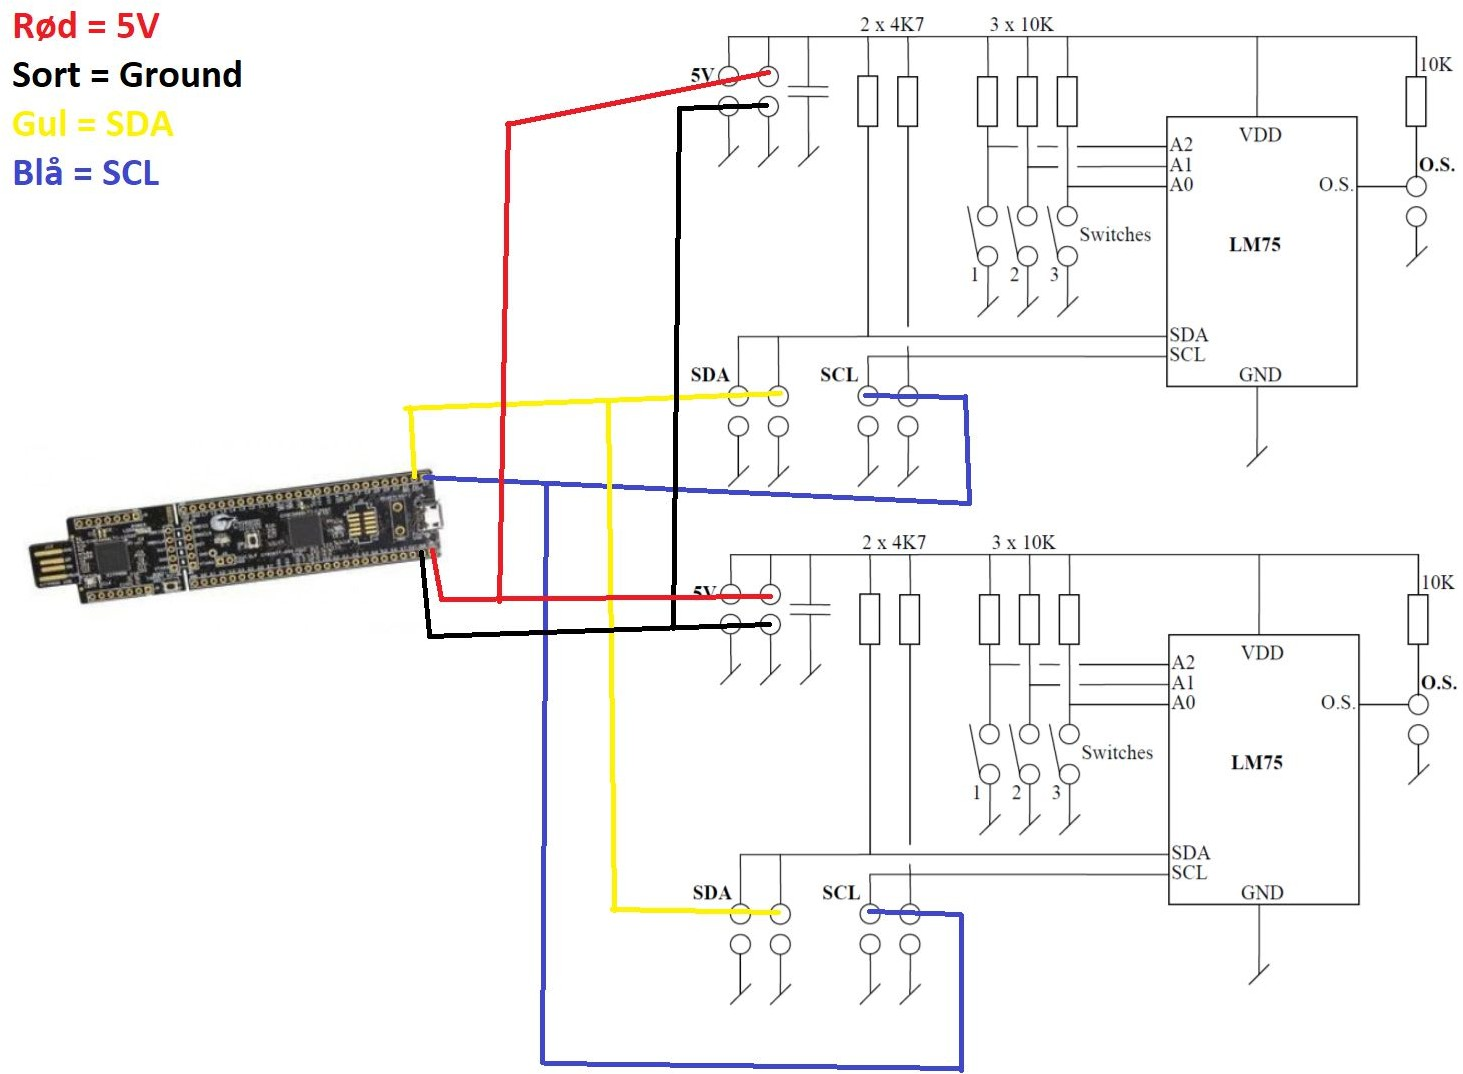 Rød = 5V
Sort = Ground
Gul = SDA
Blå = SCL
2 x 4K7
3 x 10K
5V
10K
VDD
A2
A1
A0
O.S.
O.S.
Switches
1
2
3
LM75
SDA
SCL
SDA
SCL
GND
2 x 4K7
3 x 10K
5V
10K
VDD
A2
A1
A0
O.S.
O.S.
Switches
1
2
3
LM75
SDA
SCL
SDA
SCL
GND